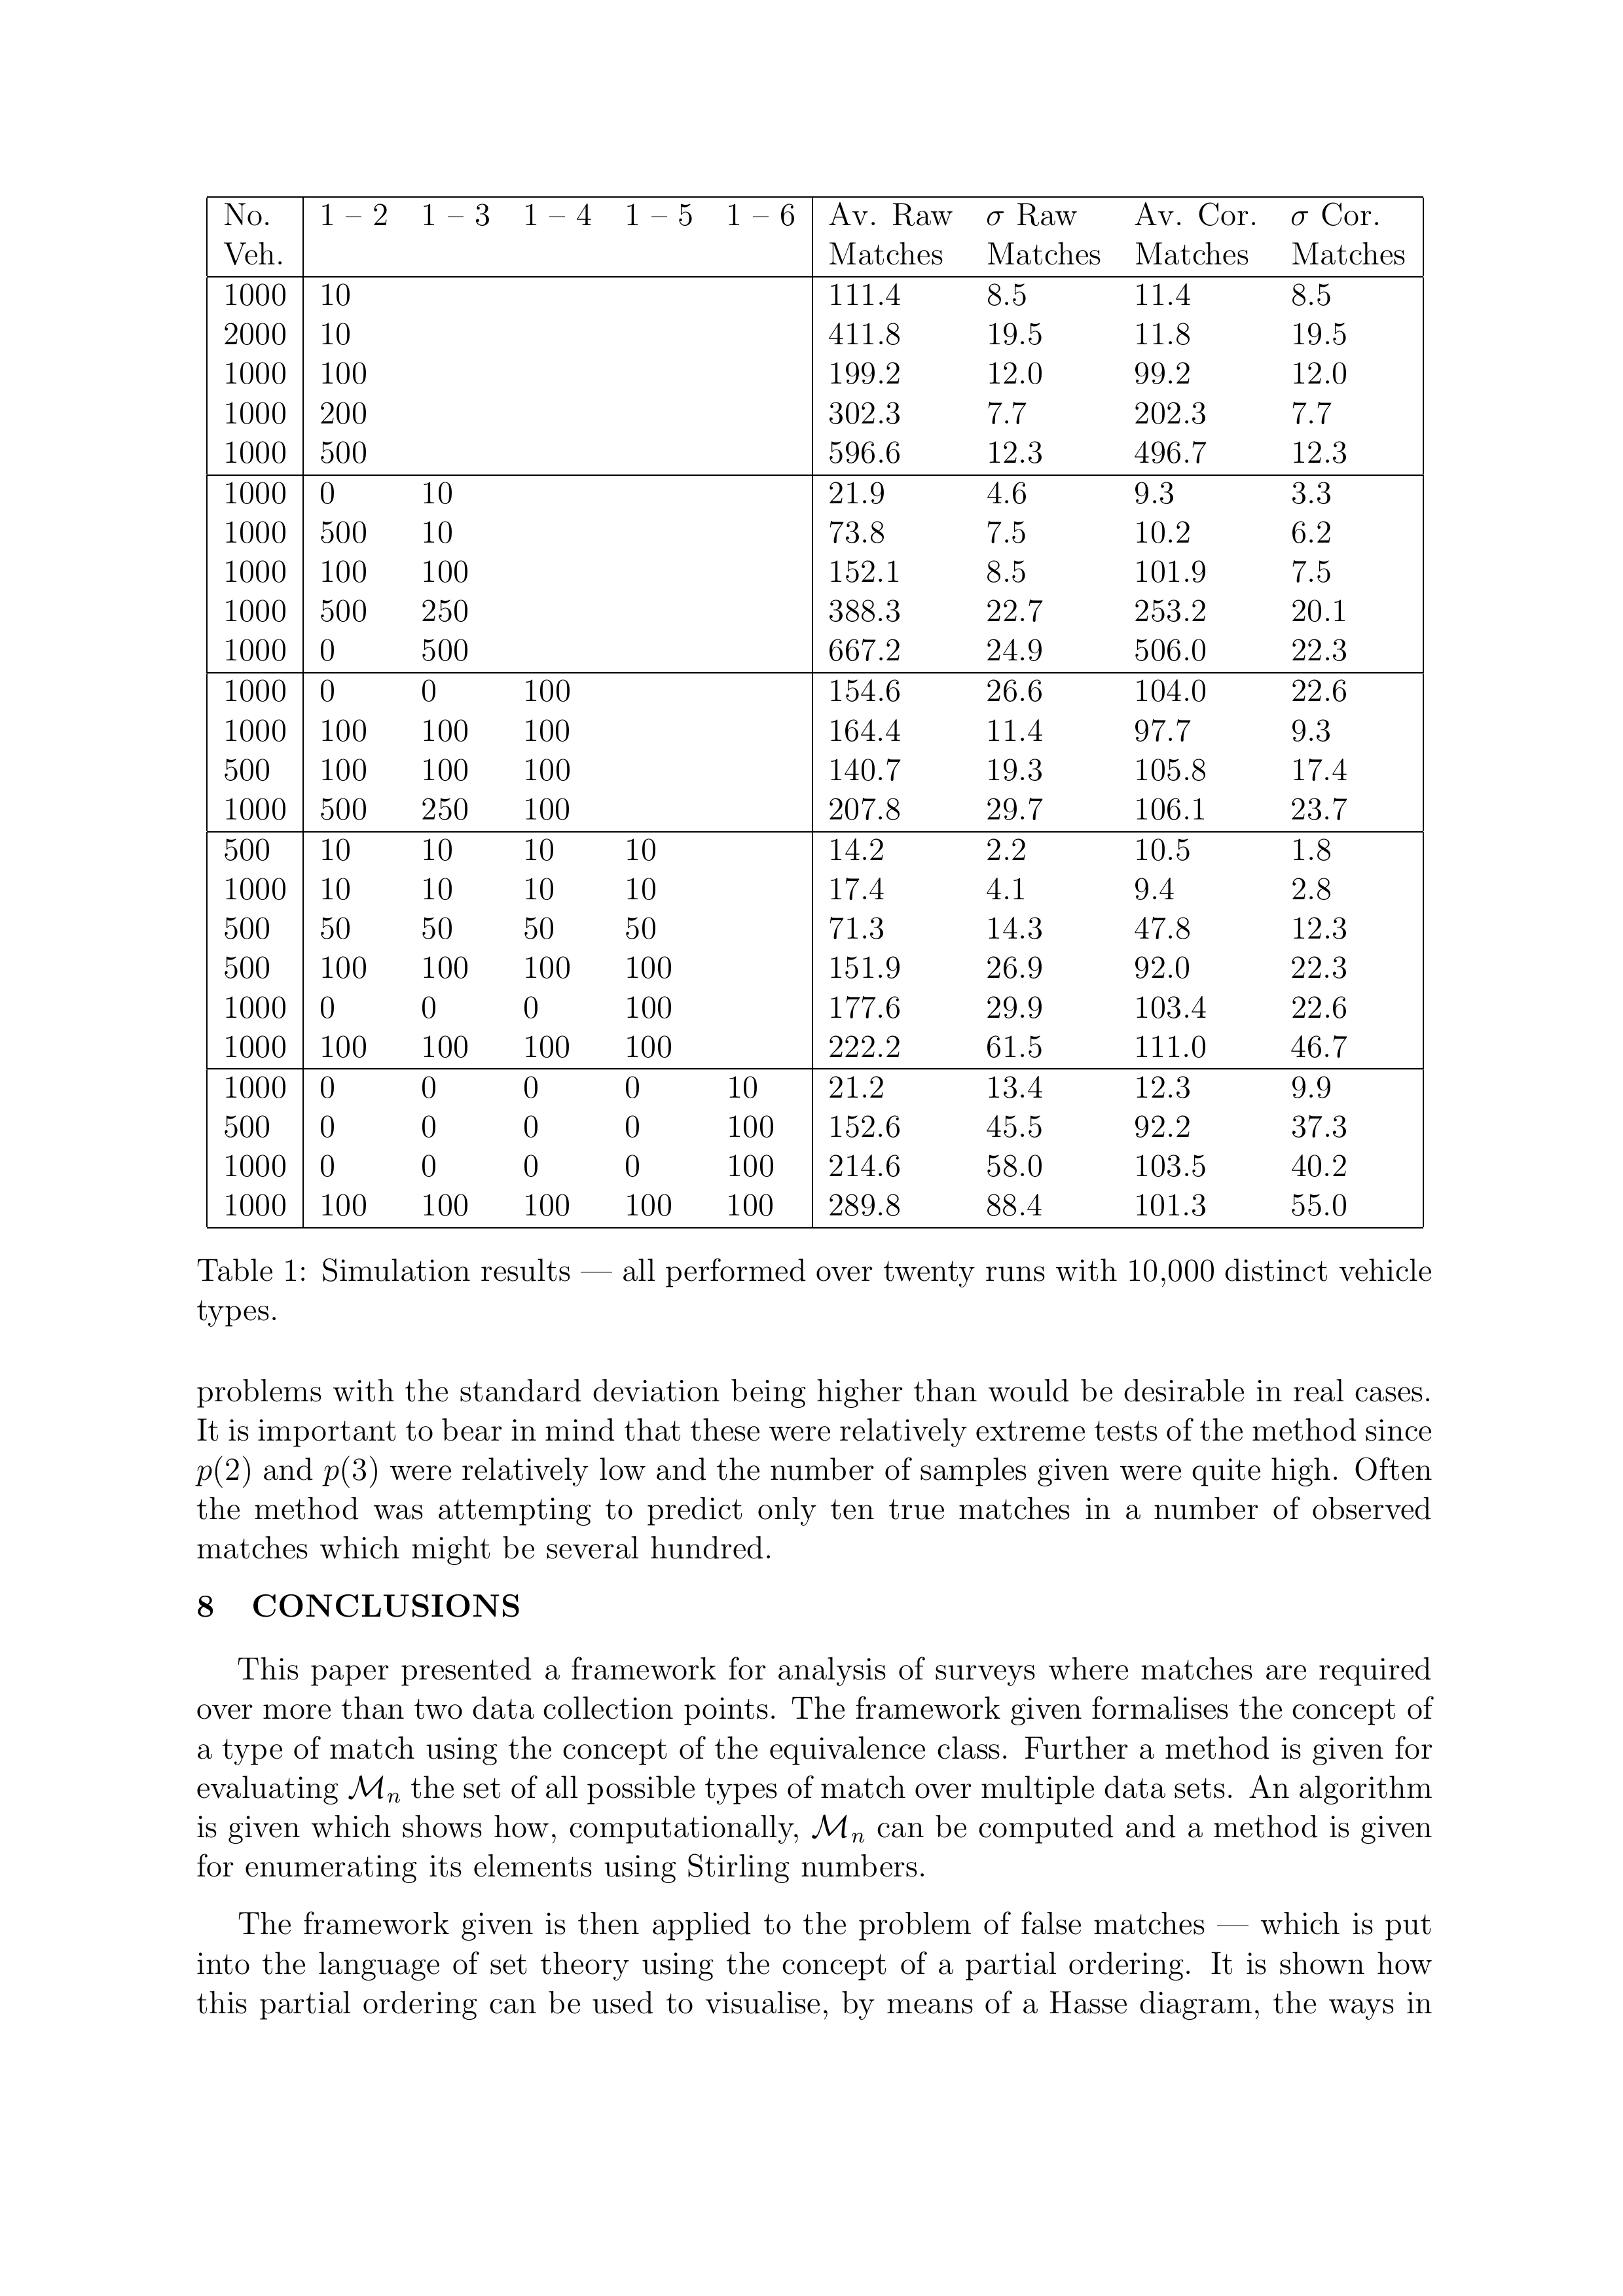 No. 1 – 2 1 – 3 1 – 4 1 – 5 1 – 6 Av. Raw σ Raw Av. Cor. σ Cor.
Veh. Matches Matches Matches Matches
1000 10 111.4 8.5 11.4 8.5
2000 10 411.8 19.5 11.8 19.5
1000 100 199.2 12.0 99.2 12.0
1000 200 302.3 7.7 202.3 7.7
1000 500 596.6 12.3 496.7 12.3
1000 0 10 21.9 4.6 9.3 3.3
1000 500 10 73.8 7.5 10.2 6.2
1000 100 100 152.1 8.5 101.9 7.5
1000 500 250 388.3 22.7 253.2 20.1
1000 0 500 667.2 24.9 506.0 22.3
1000 0 0 100 154.6 26.6 104.0 22.6
1000 100 100 100 164.4 11.4 97.7 9.3
500 100 100 100 140.7 19.3 105.8 17.4
1000 500 250 100 207.8 29.7 106.1 23.7
500 10 10 10 10 14.2 2.2 10.5 1.8
1000 10 10 10 10 17.4 4.1 9.4 2.8
500 50 50 50 50 71.3 14.3 47.8 12.3
500 100 100 100 100 151.9 26.9 92.0 22.3
1000 0 0 0 100 177.6 29.9 103.4 22.6
1000 100 100 100 100 222.2 61.5 111.0 46.7
1000 0 0 0 0 10 21.2 13.4 12.3 9.9
500 0 0 0 0 100 152.6 45.5 92.2 37.3
1000 0 0 0 0 100 214.6 58.0 103.5 40.2
1000 100 100 100 100 100 289.8 88.4 101.3 55.0
Table 1: Simulation results — all performed over twenty runs with 10,000 distinct vehicle
types.
problems with the standard deviation being higher than would be desirable in real cases.
It is important to bear in mind that these were relatively extreme tests of the method since
p(2) and p(3) were relatively low and the number of samples given were quite high. Often
the method was attempting to predict only ten true matches in a number of observed
matches which might be several hundred.
8 CONCLUSIONS
This paper presented a framework for analysis of surveys where matches are required
over more than two data collection points. The framework given formalises the concept of
a type of match using the concept of the equivalence class. Further a method is given for
evaluating ℳₙ the set of all possible types of match over multiple data sets. An algorithm
is given which shows how, computationally, ℳₙ can be computed and a method is given
for enumerating its elements using Stirling numbers.
The framework given is then applied to the problem of false matches — which is put
into the language of set theory using the concept of a partial ordering. It is shown how
this partial ordering can be used to visualise, by means of a Hasse diagram, the ways in